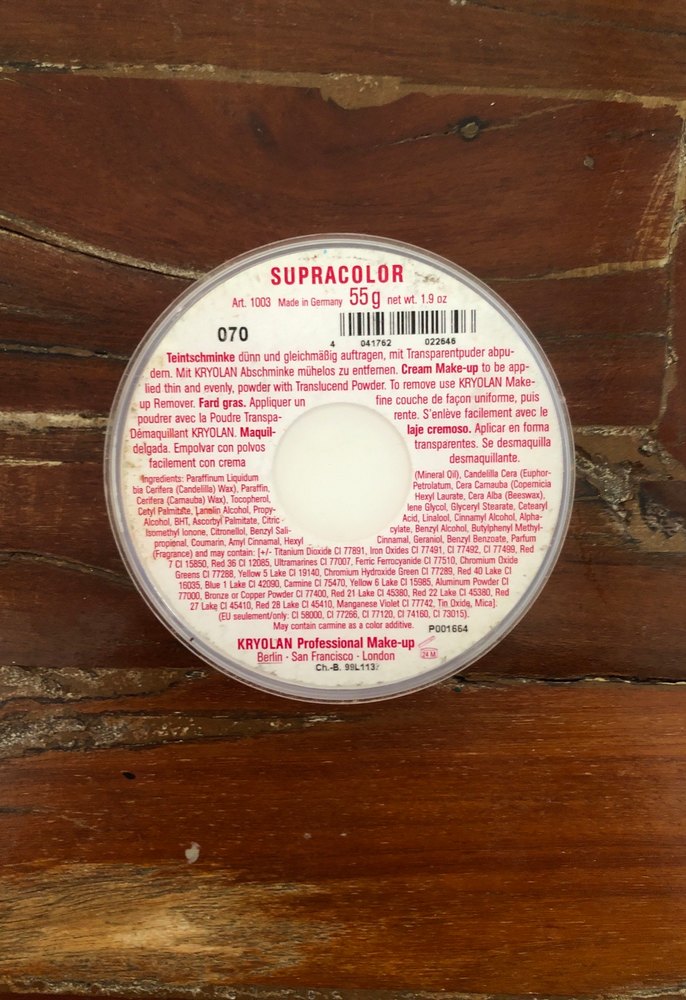 SUPRACOLOR
Art. 1003 Made in Germany 55g net wt. 1.9 oz
070
4 041762 022646
Teintschminke dünn und gleichmäßig auftragen, mit Transparentpuder abpu-
dern. Mit KRYOLAN Abschminke mühelos zu entfernen. Cream Make-up to be app-
lied thin and evenly, powder with Translucend Powder. To remove use KRYOLAN Make-
up Remover. Fard gras. Appliquer un fine couche de façon uniforme, puis
poudrer avec la Poudre Transpa- rente. S'enlève facilement avec le
Démaquillant KRYOLAN. Maquil- laje cremoso. Aplicar en forma
delgada. Empolvar con polvos transparentes. Se desmaquilla
facilmente con crema desmaquillante.
Ingredients: Paraffinum Liquidum (Mineral Oil), Candelilla Cera (Euphor-
bia Cerifera (Candelilla) Wax), Paraffin, Petrolatum, Cera Carnauba (Copernicia
Cerifera (Carnauba) Wax), Tocopherol, Hexyl Laurate, Cera Alba (Beeswax),
Cetyl Palmitate, Lanolin Alcohol, Propy- lene Glycol, Glyceryl Stearate, Cetearyl
Alcohol, BHT, Ascorbyl Palmitate, Citric Acid, Linalool, Cinnamyl Alcohol, Alpha-
Isomethyl Ionone, Citronellol, Benzyl Sali- cylate, Benzyl Alcohol, Butylphenyl Methyl-
propional, Coumarin, Amyl Cinnamal, Hexyl Cinnamal, Geraniol, Benzyl Benzoate, Parfum
(Fragrance) and may contain: [+/- Titanium Dioxide CI 77891, Iron Oxides CI 77491, CI 77492, CI 77499, Red
7 CI 15850, Red 36 CI 12085, Ultramarines CI 77007, Ferric Ferrocyanide CI 77510, Chromium Oxide
Greens CI 77288, Yellow 5 Lake CI 19140, Chromium Hydroxide Green CI 77289, Red 40 Lake CI
16035, Blue 1 Lake CI 42090, Carmine CI 75470, Yellow 6 Lake CI 15985, Aluminum Powder CI
77000, Bronze or Copper Powder CI 77400, Red 21 Lake CI 45380, Red 22 Lake CI 45380, Red
27 Lake CI 45410, Red 28 Lake CI 45410, Manganese Violet CI 77742, Tin Oxide, Mica].
(EU seulement/only: CI 58000, CI 77266, CI 77120, CI 74160, CI 73015).
May contain carmine as a color additive.
P001664
KRYOLAN Professional Make-up
24 M
Berlin · San Francisco · London
Ch.-B. 99L113